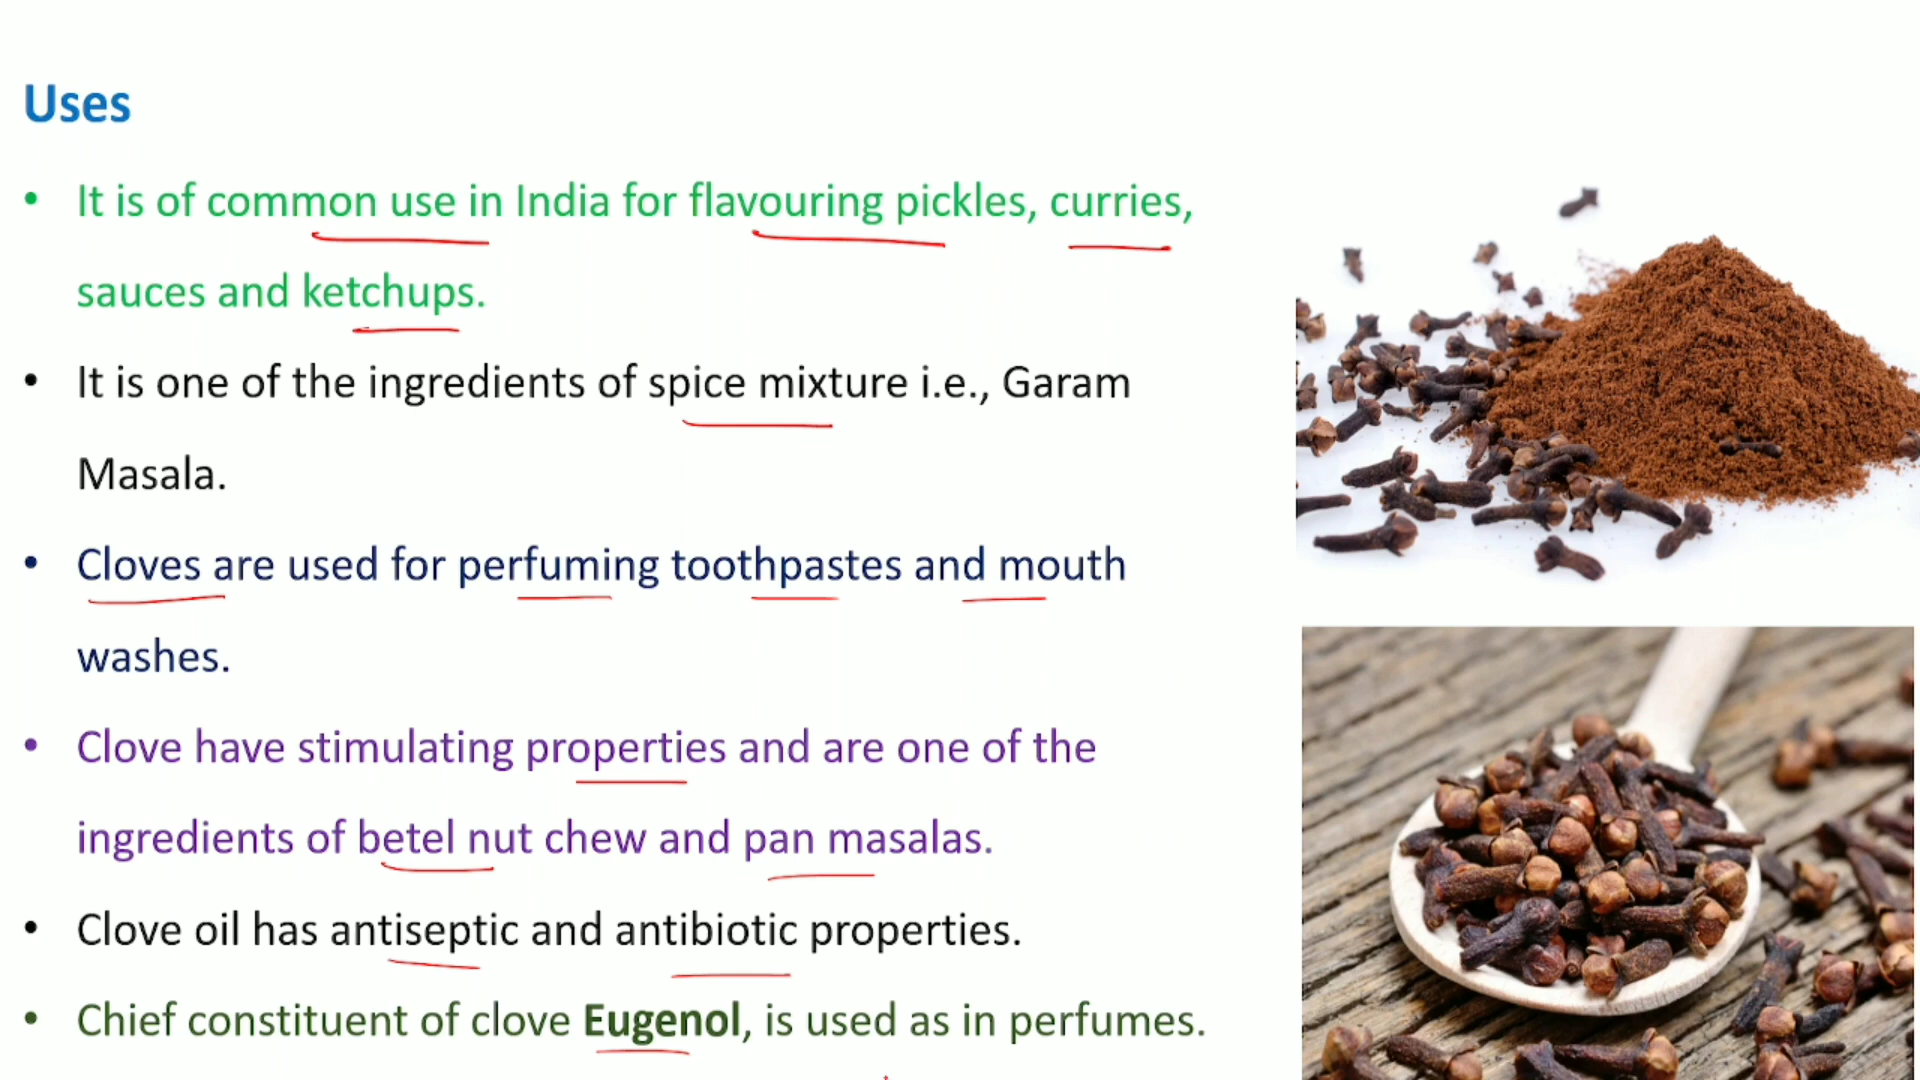 Uses
• It is of common use in India for flavouring pickles, curries,
sauces and ketchups.
• It is one of the ingredients of spice mixture i.e., Garam
Masala.
• Cloves are used for perfuming toothpastes and mouth
washes.
• Clove have stimulating properties and are one of the
ingredients of betel nut chew and pan masalas.
• Clove oil has antiseptic and antibiotic properties.
• Chief constituent of clove Eugenol, is used as in perfumes.